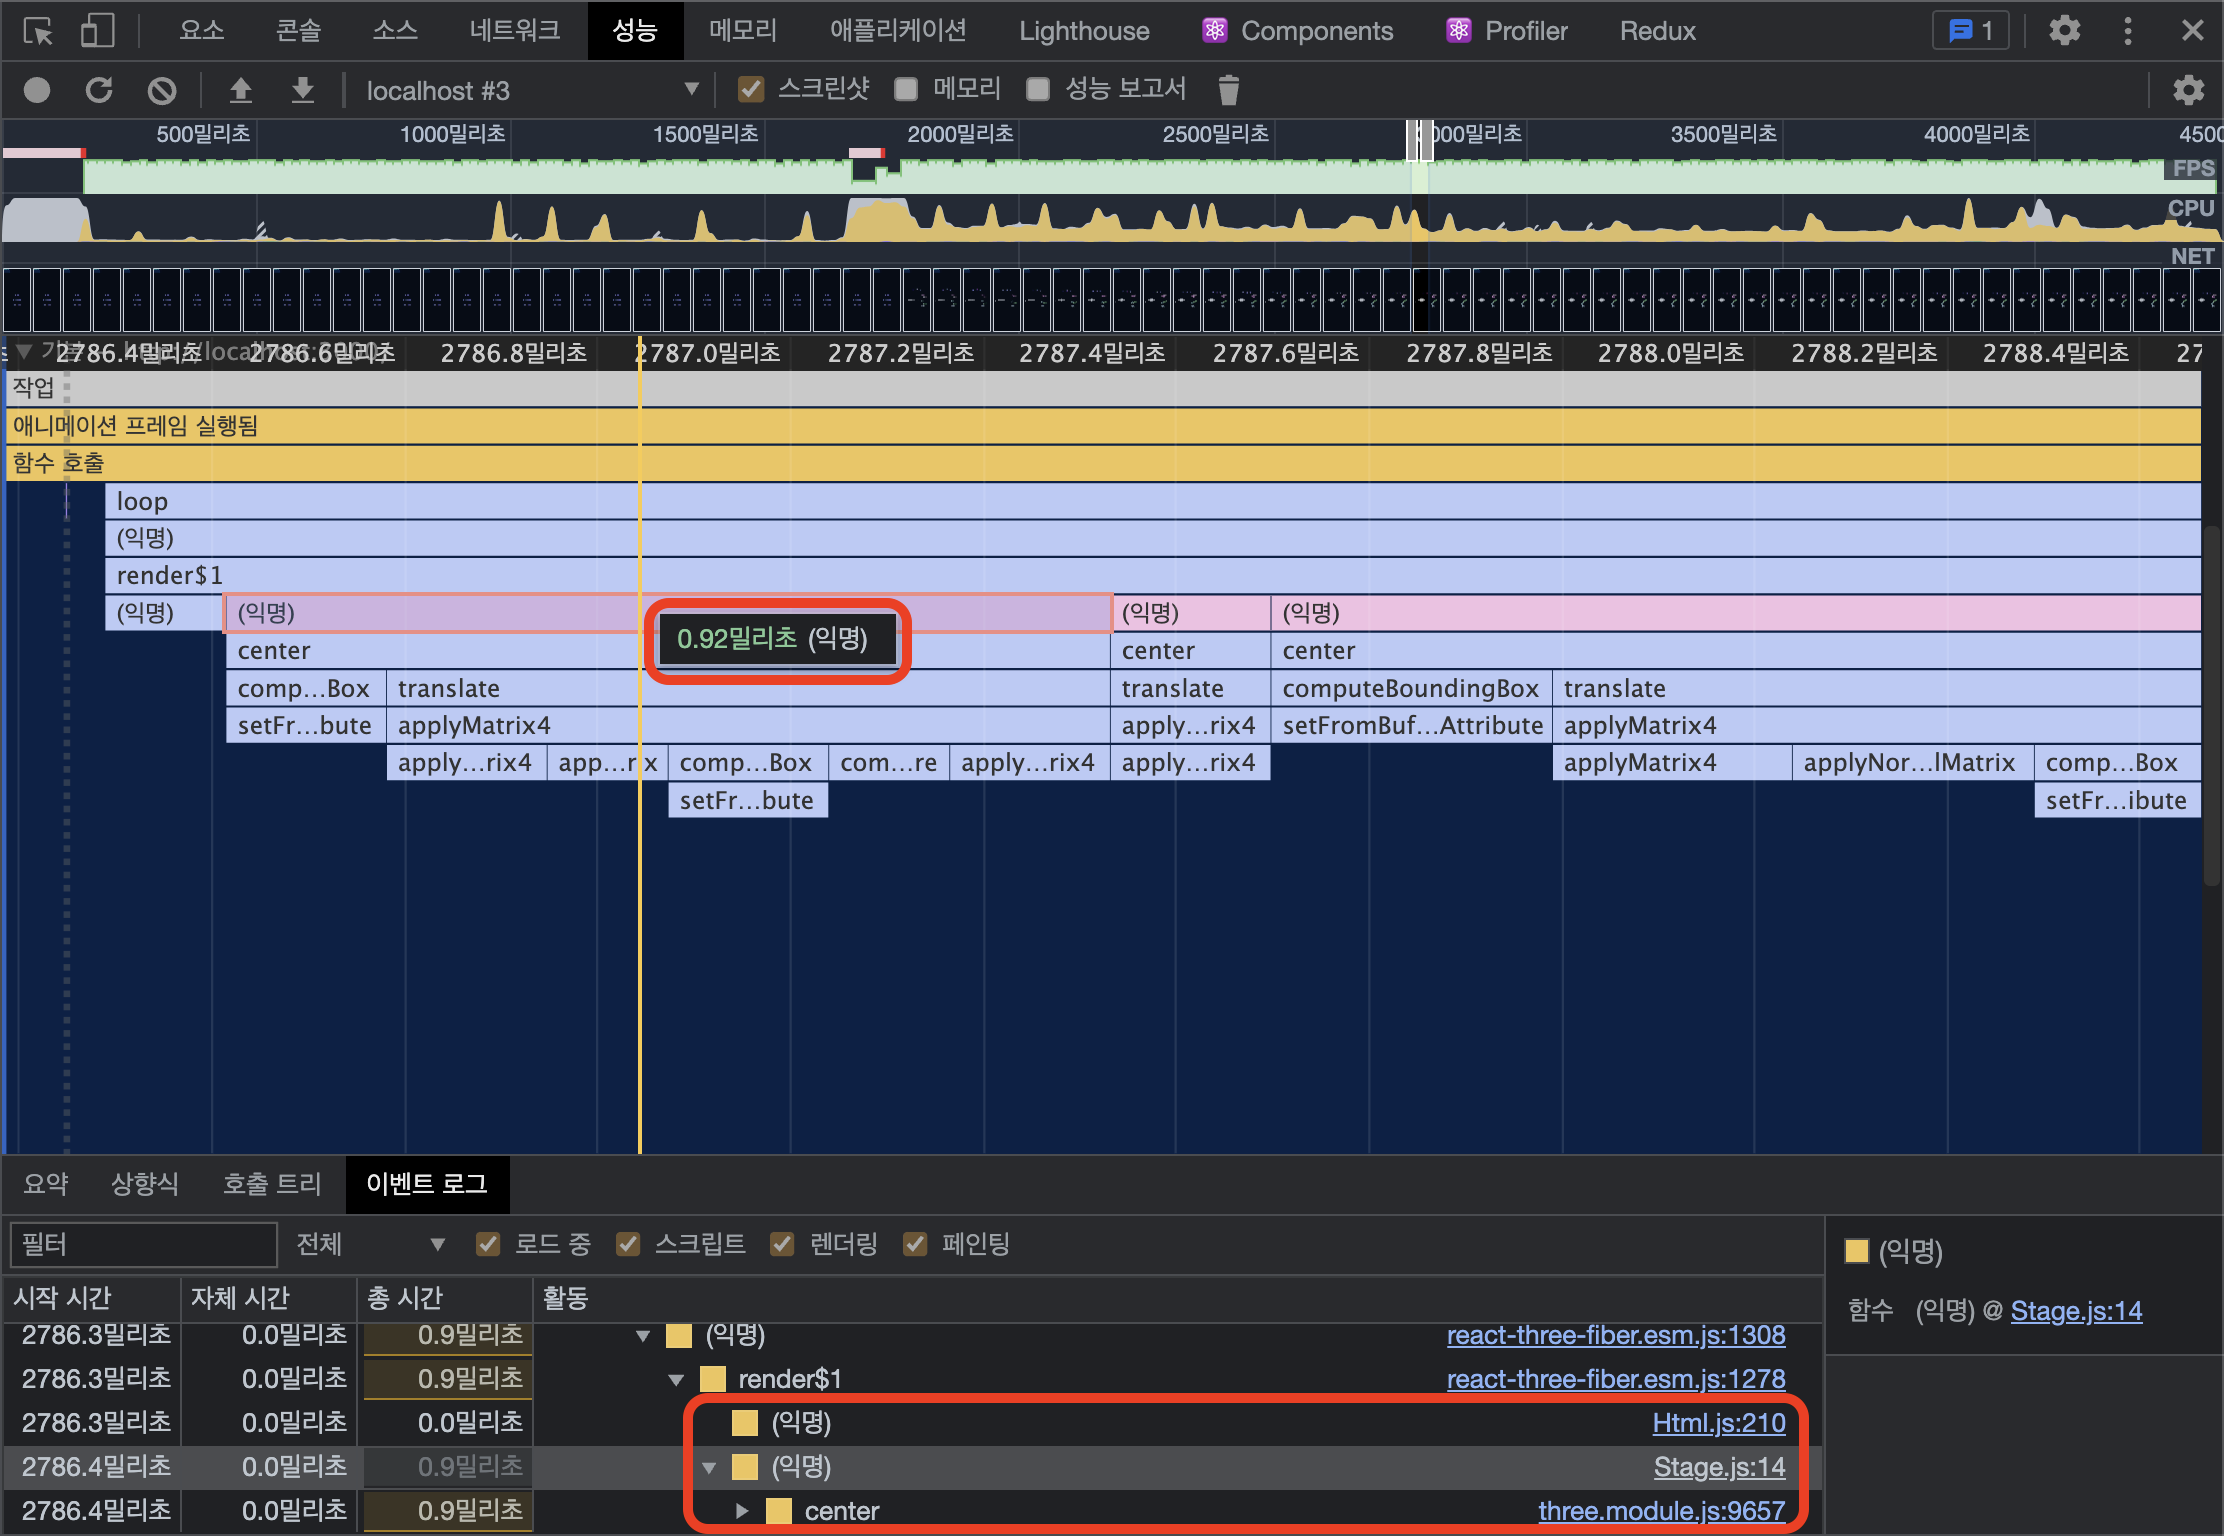 요소 콘솔 소스 네트워크 성능 메모리 애플리케이션 Lighthouse Components Profiler Redux 1
localhost #3 스크린샷 메모리 성능 보고서
500밀리초 1000밀리초 1500밀리초 2000밀리초 2500밀리초 000밀리초 3500밀리초 4000밀리초 4500
FPS
CPU
NET
2786.4밀리초 2786.6밀리초 2786.8밀리초 2787.0밀리초 2787.2밀리초 2787.4밀리초 2787.6밀리초 2787.8밀리초 2788.0밀리초 2788.2밀리초 2788.4밀리초 27
작업
애니메이션 프레임 실행됨
함수 호출
loop
(익명)
render$1
(익명) (익명) (익명) (익명)
0.92밀리초 (익명)
center center center
comp...Box translate translate computeBoundingBox translate
setFr...bute applyMatrix4 apply...rix4 setFromBuf...Attribute applyMatrix4
apply...rix4 app...rix comp...Box com...re apply...rix4 apply...rix4 applyMatrix4 applyNor...lMatrix comp...Box
setFr...bute setFr...ibute
요약 상향식 호출 트리 이벤트 로그
필터 전체 로드 중 스크립트 렌더링 페인팅
시작 시간 자체 시간 총 시간 활동
2786.3밀리초 0.0밀리초 0.9밀리초 (익명) react-three-fiber.esm.js:1308
2786.3밀리초 0.0밀리초 0.9밀리초 render$1 react-three-fiber.esm.js:1278
2786.3밀리초 0.0밀리초 0.0밀리초 (익명) Html.js:210
2786.4밀리초 0.0밀리초 0.9밀리초 (익명) Stage.js:14
2786.4밀리초 0.0밀리초 0.9밀리초 center three.module.js:9657
(익명)
함수 (익명) @ Stage.js:14